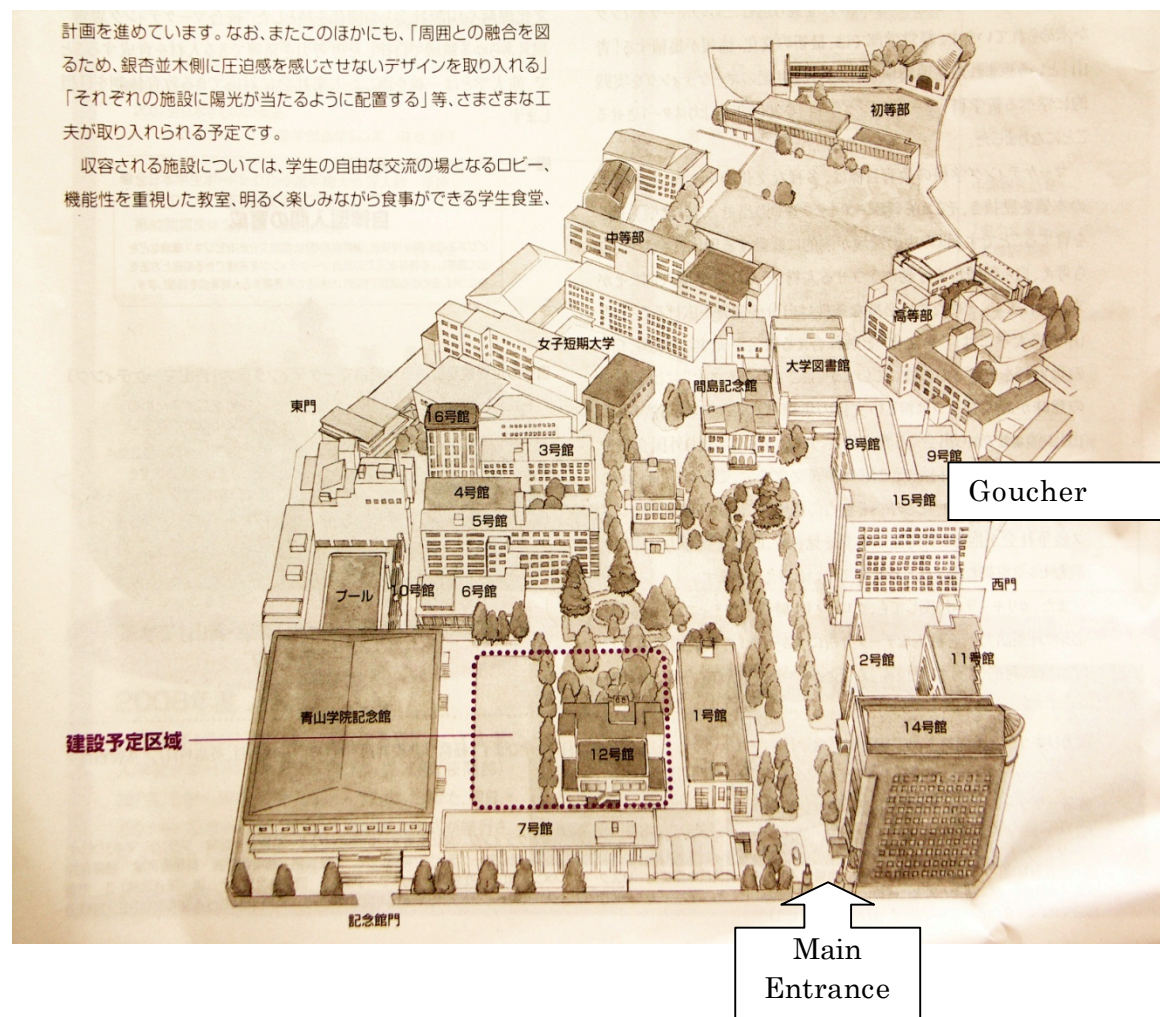 計画を進めています。なお、またこのほかにも、「周囲との融合を図
るため、銀杏並木側に圧迫感を感じさせないデザインを取り入れる」
「それぞれの施設に陽光が当たるように配置する」等、さまざまな工
夫が取り入れられる予定です。
収容される施設については、学生の自由な交流の場となるロビー、
機能性を重視した教室、明るく楽しみながら食事ができる学生食堂、
初等部
中等部
高等部
女子短期大学
大学図書館
間島記念館
東門
16号館
3号館
8号館
9号館
Goucher
4号館
15号館
5号館
プール
10号館
6号館
西門
2号館
11号館
青山学院記念館
1号館
14号館
建設予定区域
12号館
7号館
記念館門
Main
Entrance